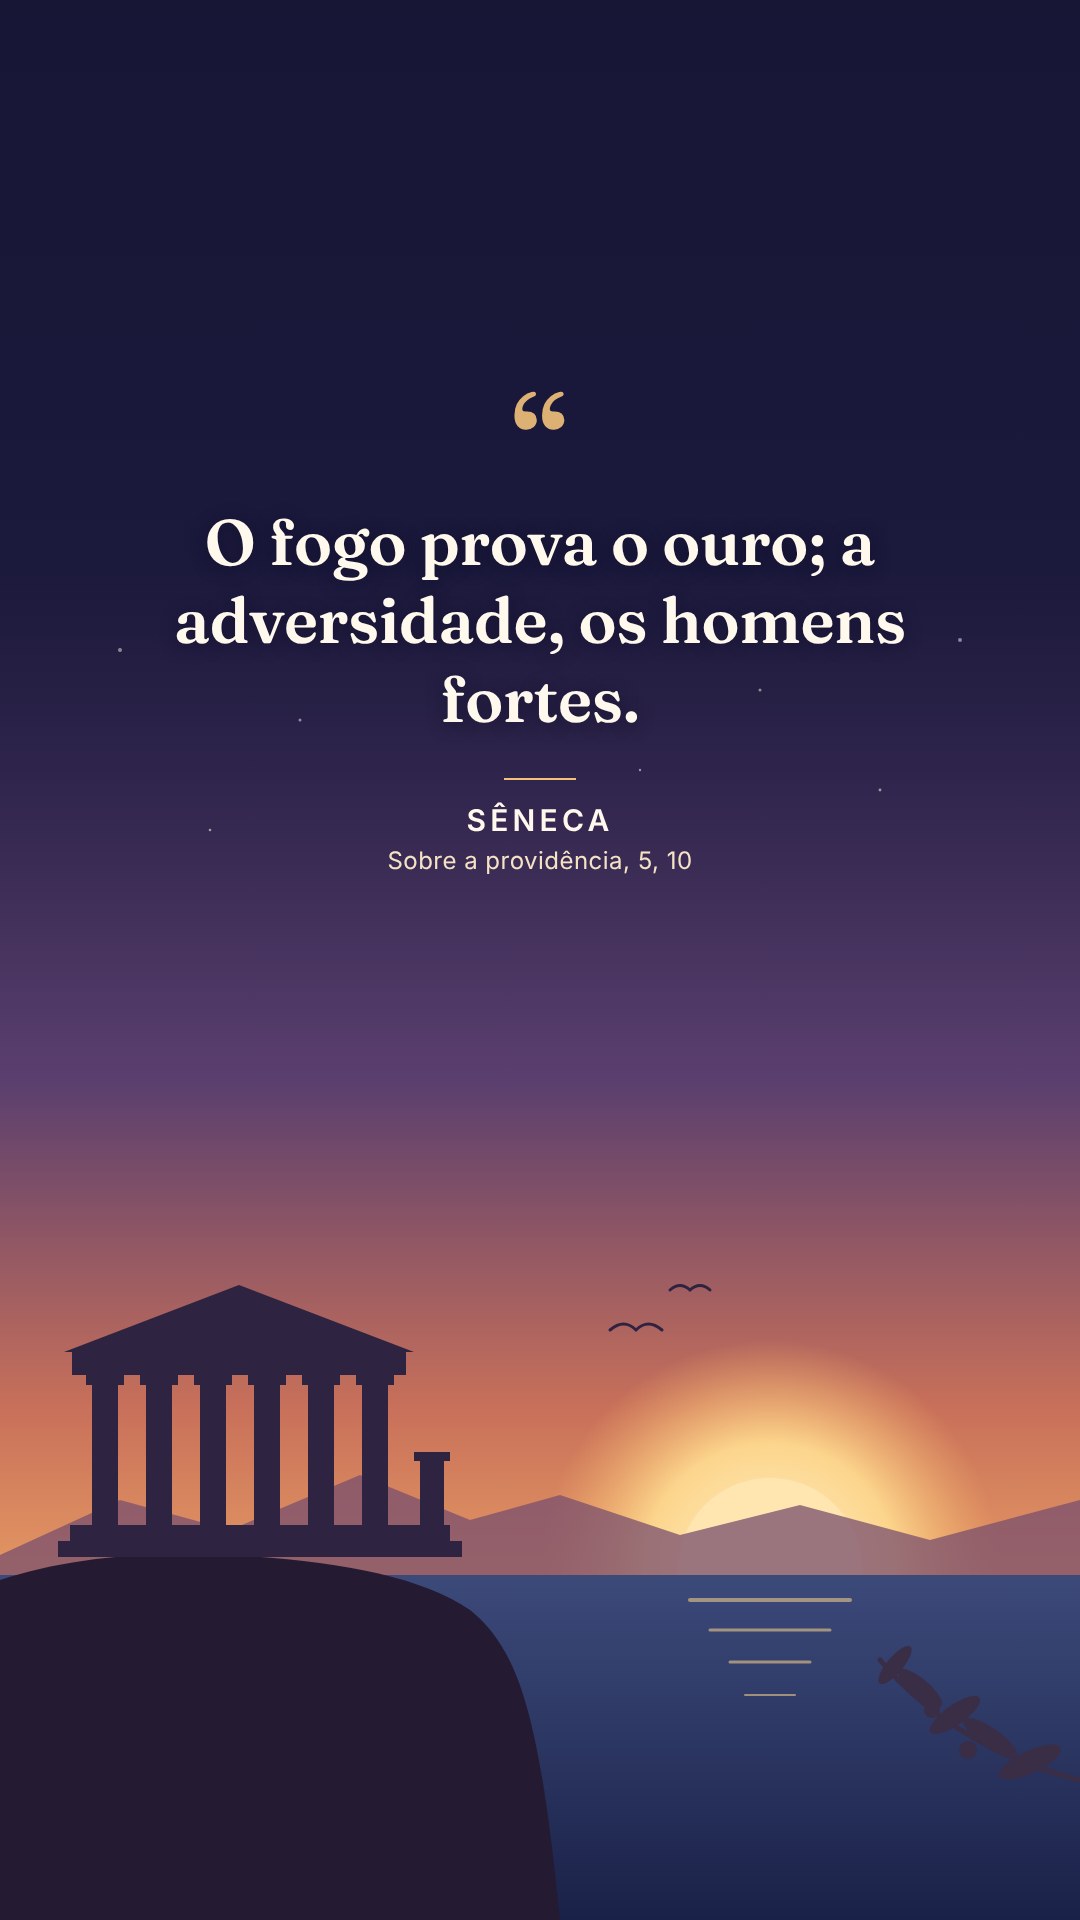 “
O fogo prova o ouro; a
adversidade, os homens
fortes.
SÊNECA
Sobre a providência, 5, 10